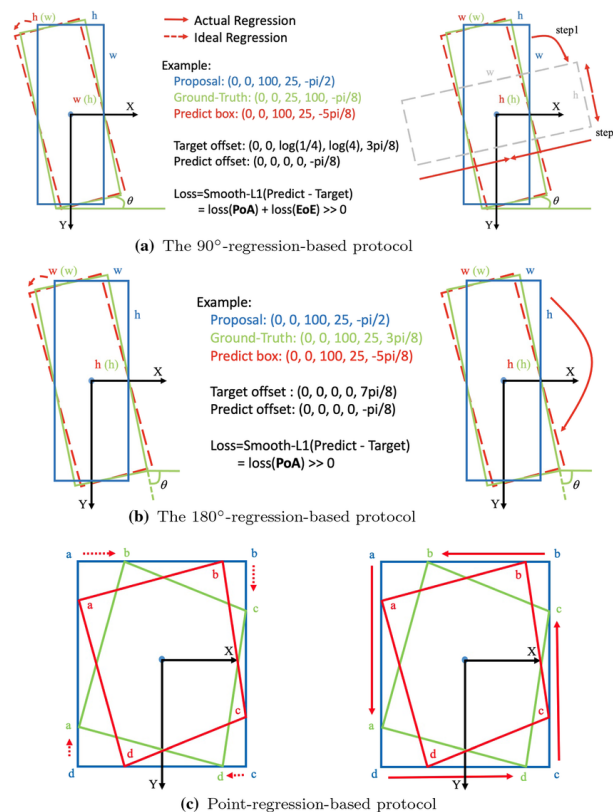 h (w)
h
Actual Regression
Ideal Regression
w
w (h)
X
Y
θ
Example:
Proposal: (0, 0, 100, 25, -pi/2)
Ground-Truth: (0, 0, 25, 100, -pi/8)
Predict box: (0, 0, 100, 25, -5pi/8)
Target offset: (0, 0, log(1/4), log(4), 3pi/8)
Predict offset: (0, 0, 0, 0, -pi/8)
Loss=Smooth-L1(Predict - Target)
= loss(PoA) + loss(EoE) >> 0
w (h)
h
step1
w
w
h
h (w)
X
step
Y
θ
(a) The 90°-regression-based protocol
w (w)
w
h
h (h)
X
Y
θ
Example:
Proposal: (0, 0, 100, 25, -pi/2)
Ground-Truth: (0, 0, 100, 25, 3pi/8)
Predict box: (0, 0, 100, 25, -5pi/8)
Target offset : (0, 0, 0, 0, 7pi/8)
Predict offset: (0, 0, 0, 0, -pi/8)
Loss=Smooth-L1(Predict - Target)
= loss(PoA) >> 0
w (w)
w
h
h (h)
X
Y
θ
(b) The 180°-regression-based protocol
a b b
b
a c
X
a c
d
d Y d c
a b b
b
a c
X
a c
d
d Y d c
(c) Point-regression-based protocol